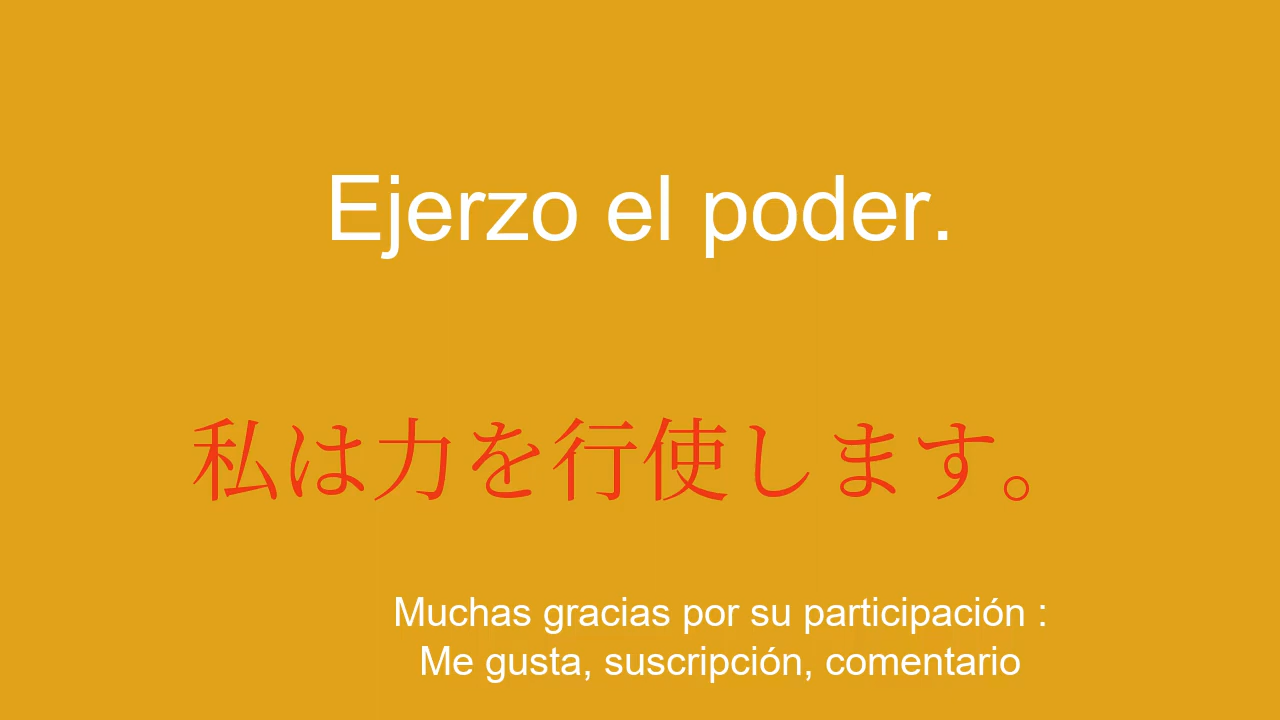 Ejerzo el poder.
私は力を行使します。
Muchas gracias por su participación :
Me gusta, suscripción, comentario